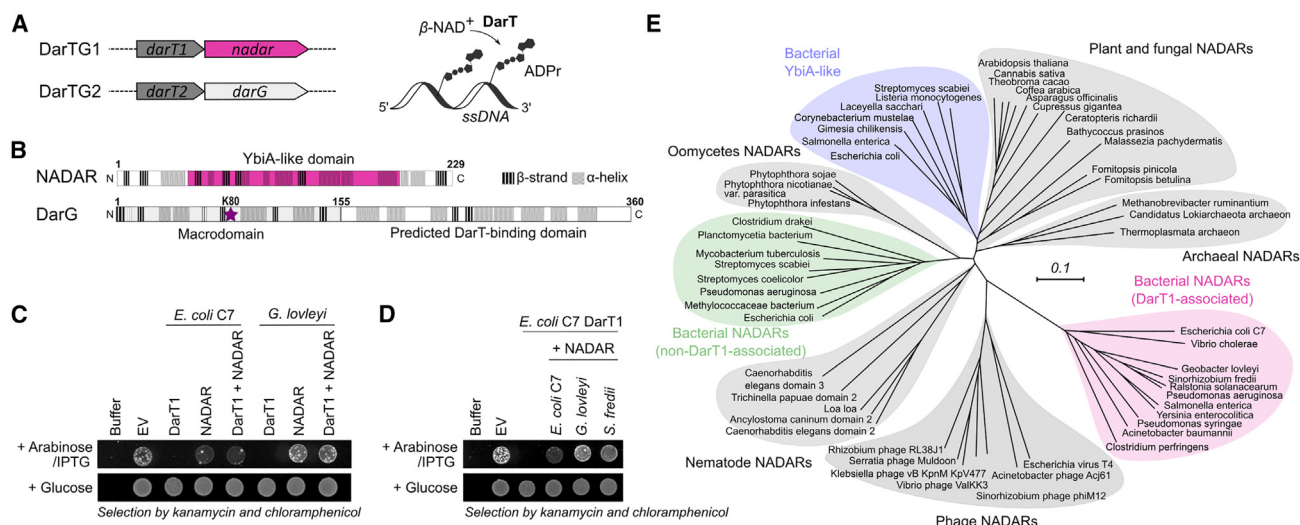 A
DarTG1
darT1
nadar
DarTG2
darT2
darG
β-NAD+ DarT
ADPr
5'
3'
ssDNA
B
1
YbiA-like domain
229
NADAR
N
C
β-strand
α-helix
1
K80
155
360
DarG
N
C
Macrodomain
Predicted DarT-binding domain
C
E. coli C7
G. lovleyi
Buffer
EV
DarT1
NADAR
DarT1 + NADAR
DarT1
NADAR
DarT1 + NADAR
+ Arabinose
/IPTG
+ Glucose
Selection by kanamycin and chloramphenicol
D
E. coli C7 DarT1
+ NADAR
Buffer
EV
E. coli C7
G. lovleyi
S. fredii
+ Arabinose
/IPTG
+ Glucose
Selection by kanamycin and chloramphenicol
E
Bacterial
YbiA-like
Streptomyces scabiei
Listeria monocytogenes
Laceyella sacchari
Corynebacterium mustelae
Gimesia chilikensis
Salmonella enterica
Escherichia coli
Plant and fungal NADARs
Arabidopsis thaliana
Cannabis sativa
Theobroma cacao
Coffea arabica
Asparagus officinalis
Cupressus gigantea
Ceratopteris richardii
Bathycoccus prasinos
Malassezia pachydermatis
Fomitopsis pinicola
Fomitopsis betulina
Oomycetes NADARs
Phytophthora sojae
Phytophthora nicotianae
var. parasitica
Phytophthora infestans
Methanobrevibacter ruminantium
Candidatus Lokiarchaeota archaeon
Thermoplasmata archaeon
Archaeal NADARs
Clostridium drakei
Planctomycetia bacterium
Mycobacterium tuberculosis
Streptomyces scabiei
Streptomyces coelicolor
Pseudomonas aeruginosa
Methylococcaceae bacterium
Escherichia coli
Bacterial NADARs
(non-DarT1-associated)
0.1
Bacterial NADARs
(DarT1-associated)
Escherichia coli C7
Vibrio cholerae
Geobacter lovleyi
Sinorhizobium fredii
Ralstonia solanacearum
Pseudomonas aeruginosa
Salmonella enterica
Yersinia enterocolitica
Pseudomonas syringae
Acinetobacter baumannii
Clostridium perfringens
Caenorhabditis
elegans domain 3
Trichinella papuae domain 2
Loa loa
Ancylostoma caninum domain 2
Caenorhabditis elegans domain 2
Nematode NADARs
Rhizobium phage RL38J1
Serratia phage Muldoon
Klebsiella phage vB KpnM KpV477
Vibrio phage ValKK3
Escherichia virus T4
Acinetobacter phage Acj61
Sinorhizobium phage phiM12
Phage NADARs